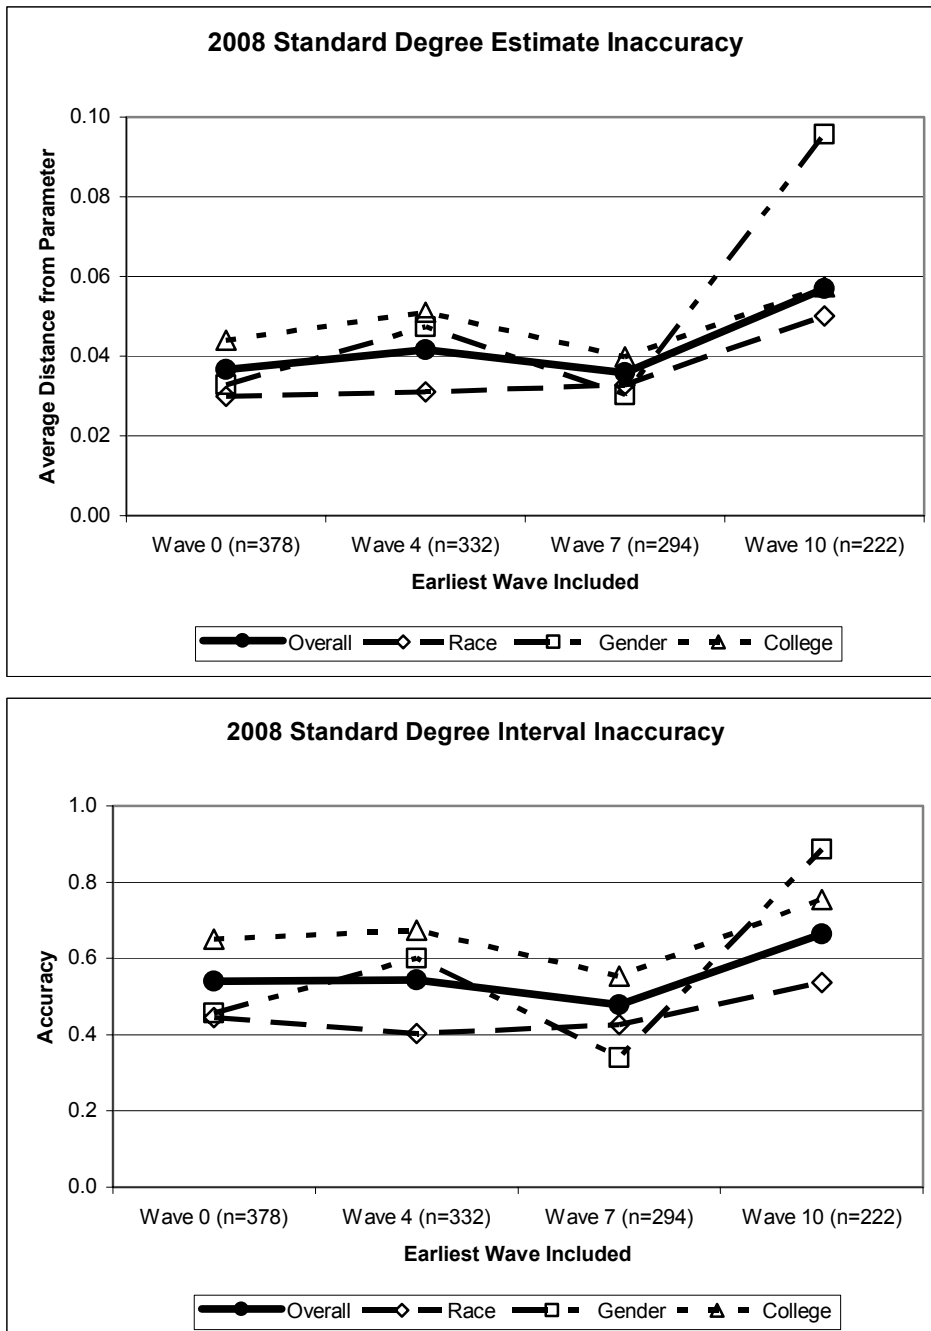 2008 Standard Degree Estimate Inaccuracy
Average Distance from Parameter
0.10
0.08
0.06
0.04
0.02
0.00
Wave 0 (n=378) Wave 4 (n=332) Wave 7 (n=294) Wave 10 (n=222)
Earliest Wave Included
Overall Race Gender College
2008 Standard Degree Interval Inaccuracy
Accuracy
1.0
0.8
0.6
0.4
0.2
0.0
Wave 0 (n=378) Wave 4 (n=332) Wave 7 (n=294) Wave 10 (n=222)
Earliest Wave Included
Overall Race Gender College